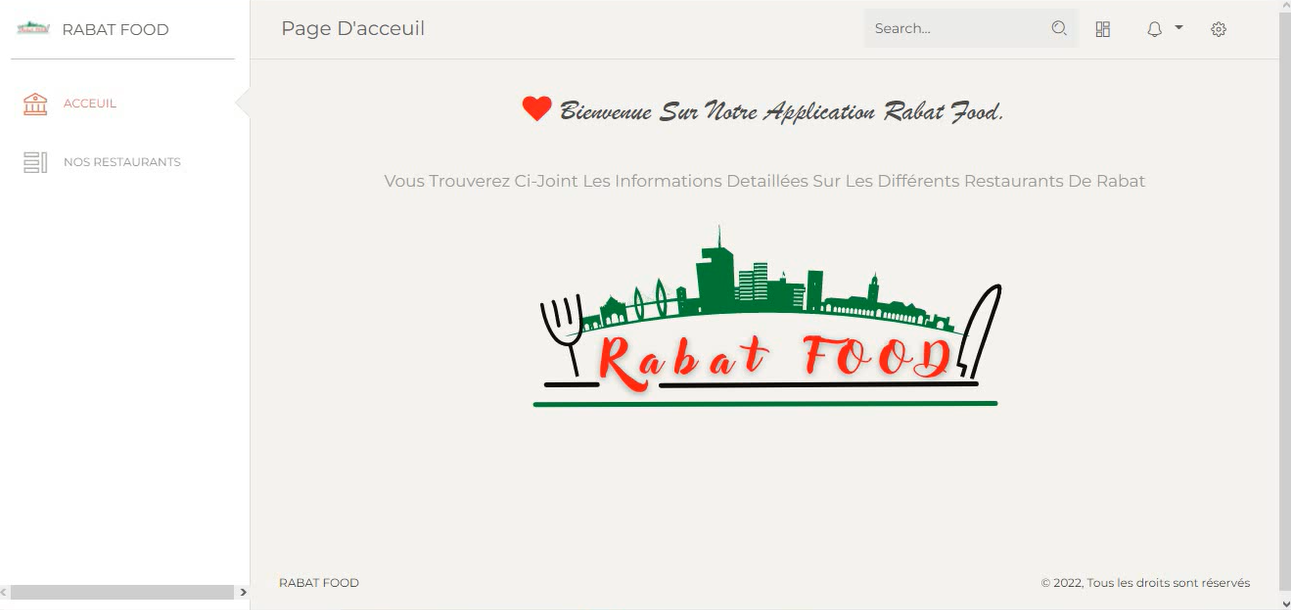 RABAT FOOD
Page D'acceuil
Search...
ACCEUIL
NOS RESTAURANTS
Bienvenue Sur Notre Application Rabat Food.
Vous Trouverez Ci-Joint Les Informations Detaillées Sur Les Différents Restaurants De Rabat
Rabat FOOD
RABAT FOOD
© 2022, Tous les droits sont réservés